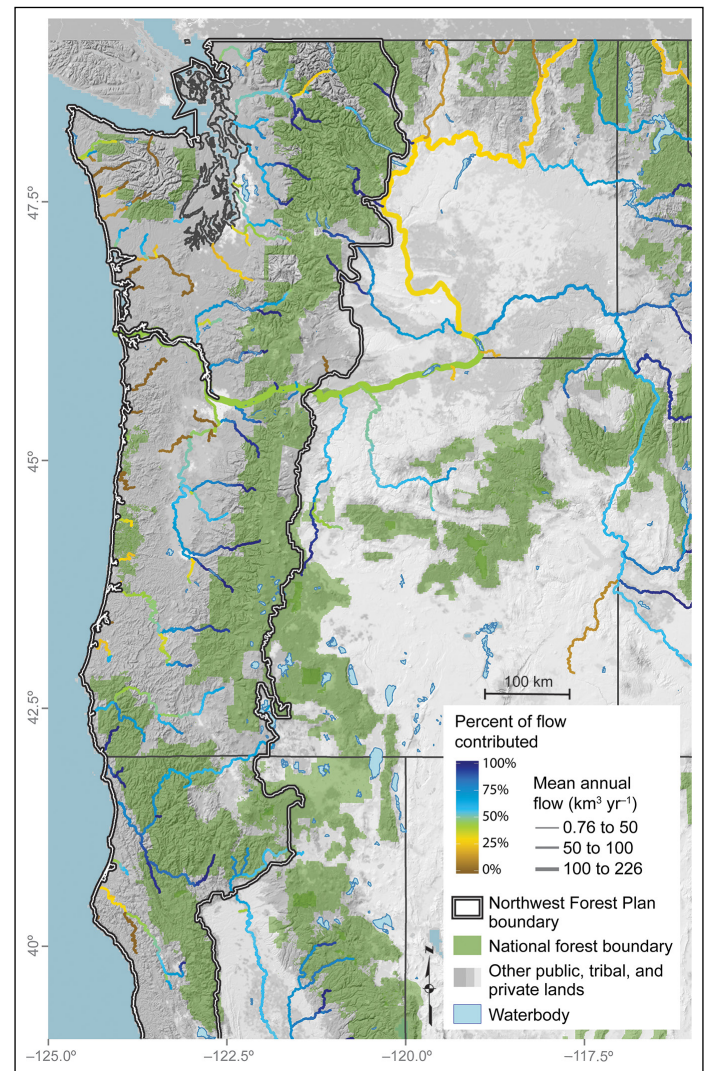 47.5°
45°
42.5°
40°
–125.0°
–122.5°
–120.0°
–117.5°
100 km
Percent of flow
contributed
100%
75%
50%
25%
0%
Mean annual
flow (km³ yr⁻¹)
0.76 to 50
50 to 100
100 to 226
Northwest Forest Plan
boundary
National forest boundary
Other public, tribal, and
private lands
Waterbody
N